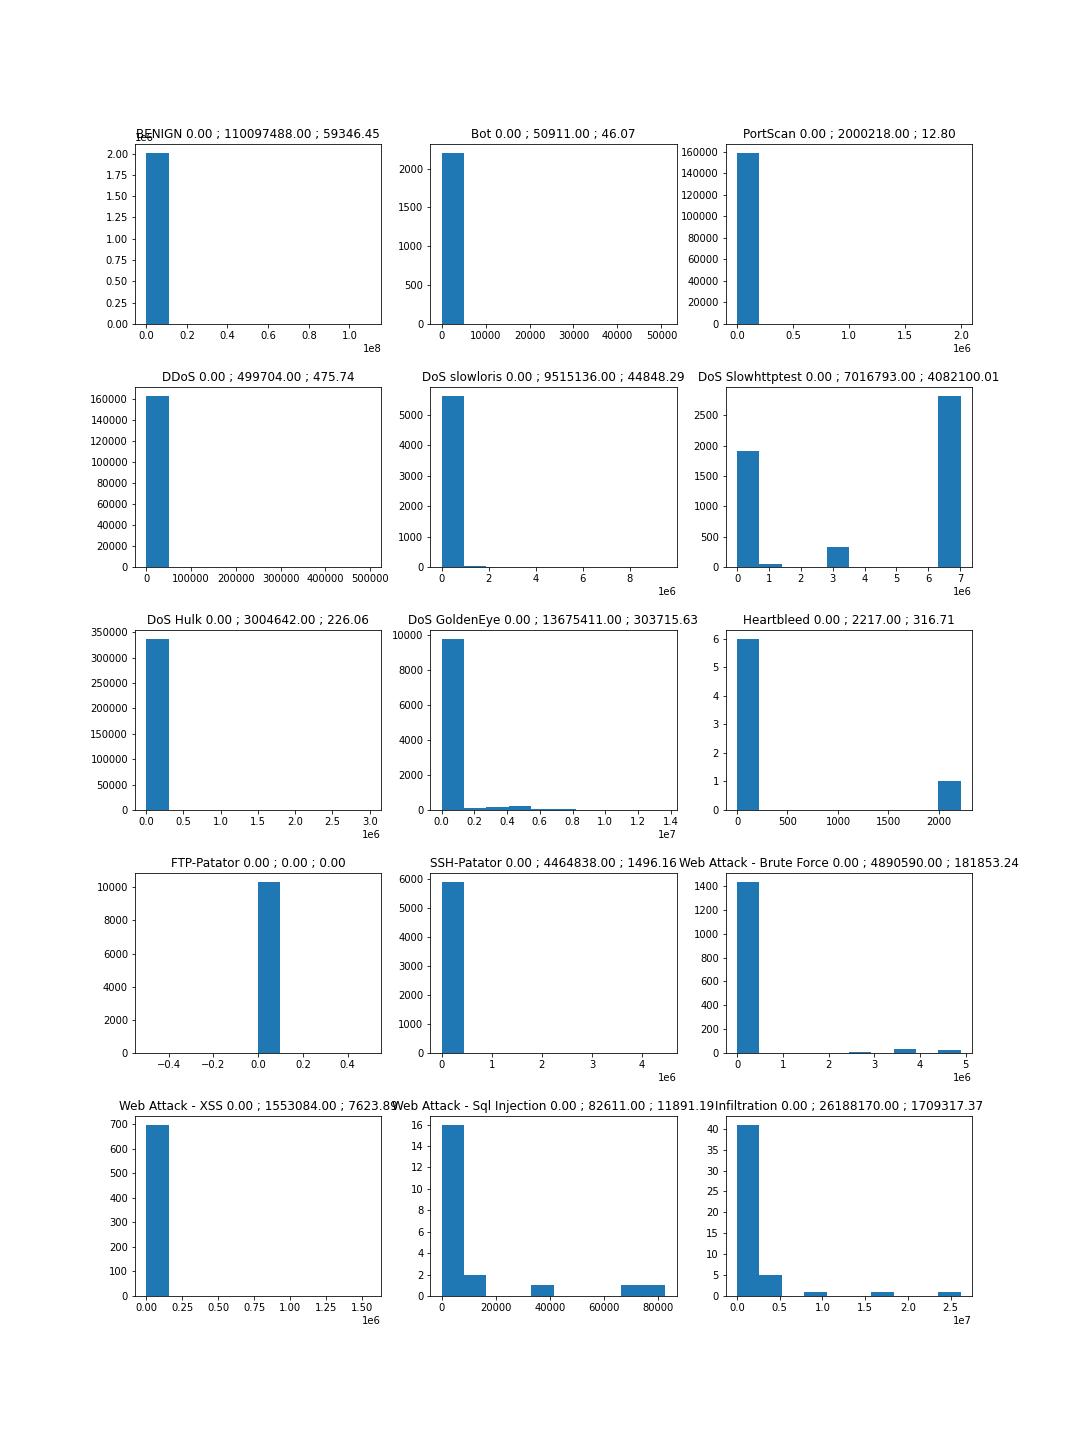 BENIGN 0.00 ; 110097488.00 ; 59346.45
1e6
2.00
1.75
1.50
1.25
1.00
0.75
0.50
0.25
0.00
0.0 0.2 0.4 0.6 0.8 1.0
1e8
Bot 0.00 ; 50911.00 ; 46.07
2000
1500
1000
500
0
0 10000 20000 30000 40000 50000
PortScan 0.00 ; 2000218.00 ; 12.80
160000
140000
120000
100000
80000
60000
40000
20000
0
0.0 0.5 1.0 1.5 2.0
1e6
DDoS 0.00 ; 499704.00 ; 475.74
160000
140000
120000
100000
80000
60000
40000
20000
0
0 100000 200000 300000 400000 500000
DoS slowloris 0.00 ; 9515136.00 ; 44848.29
5000
4000
3000
2000
1000
0
0 2 4 6 8
1e6
DoS Slowhttptest 0.00 ; 7016793.00 ; 4082100.01
2500
2000
1500
1000
500
0
0 1 2 3 4 5 6 7
1e6
DoS Hulk 0.00 ; 3004642.00 ; 226.06
350000
300000
250000
200000
150000
100000
50000
0
0.0 0.5 1.0 1.5 2.0 2.5 3.0
1e6
DoS GoldenEye 0.00 ; 13675411.00 ; 303715.63
10000
8000
6000
4000
2000
0
0.0 0.2 0.4 0.6 0.8 1.0 1.2 1.4
1e7
Heartbleed 0.00 ; 2217.00 ; 316.71
6
5
4
3
2
1
0
0 500 1000 1500 2000
FTP-Patator 0.00 ; 0.00 ; 0.00
10000
8000
6000
4000
2000
0
−0.4 −0.2 0.0 0.2 0.4
SSH-Patator 0.00 ; 4464838.00 ; 1496.16
6000
5000
4000
3000
2000
1000
0
0 1 2 3 4
1e6
Web Attack - Brute Force 0.00 ; 4890590.00 ; 181853.24
1400
1200
1000
800
600
400
200
0
0 1 2 3 4 5
1e6
Web Attack - XSS 0.00 ; 1553084.00 ; 7623.89
700
600
500
400
300
200
100
0
0.00 0.25 0.50 0.75 1.00 1.25 1.50
1e6
Web Attack - Sql Injection 0.00 ; 82611.00 ; 11891.19
16
14
12
10
8
6
4
2
0
0 20000 40000 60000 80000
Infiltration 0.00 ; 26188170.00 ; 1709317.37
40
35
30
25
20
15
10
5
0
0.0 0.5 1.0 1.5 2.0 2.5
1e7